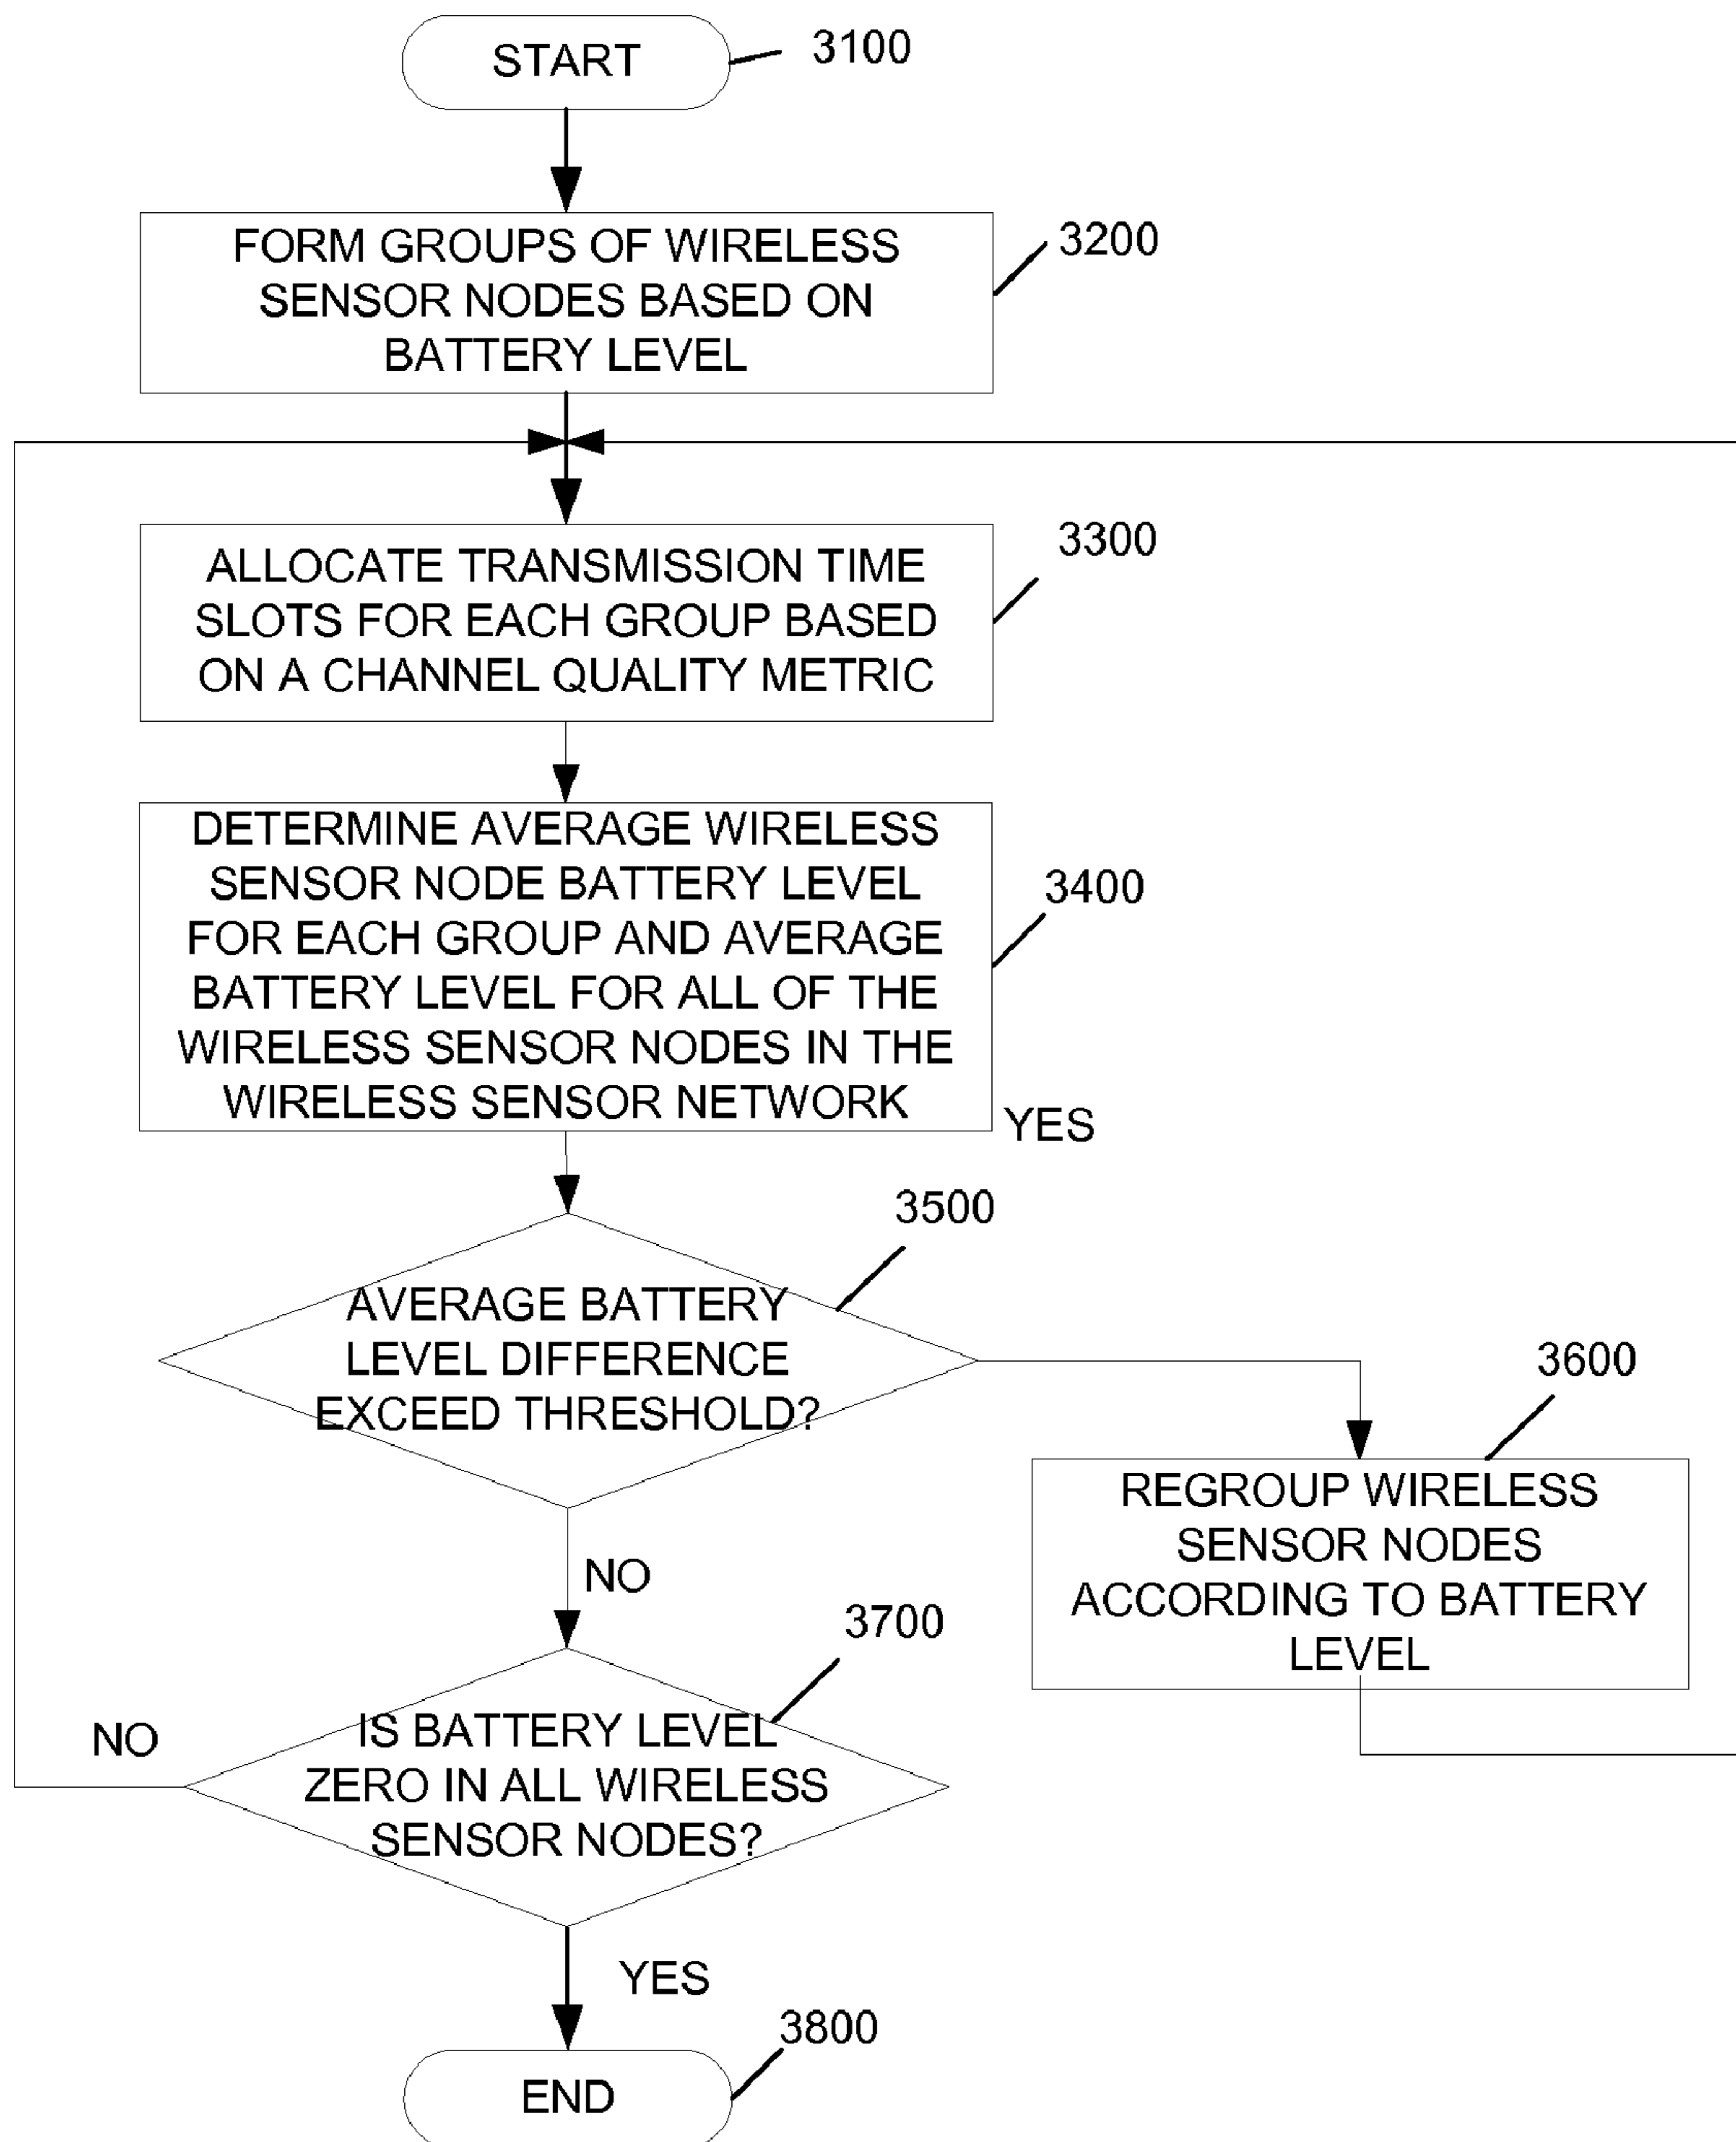 START
3100
FORM GROUPS OF WIRELESS
SENSOR NODES BASED ON
BATTERY LEVEL
3200
ALLOCATE TRANSMISSION TIME
SLOTS FOR EACH GROUP BASED
ON A CHANNEL QUALITY METRIC
3300
DETERMINE AVERAGE WIRELESS
SENSOR NODE BATTERY LEVEL
FOR EACH GROUP AND AVERAGE
BATTERY LEVEL FOR ALL OF THE
WIRELESS SENSOR NODES IN THE
WIRELESS SENSOR NETWORK
3400
YES
3500
AVERAGE BATTERY
LEVEL DIFFERENCE
EXCEED THRESHOLD?
3600
REGROUP WIRELESS
SENSOR NODES
ACCORDING TO BATTERY
LEVEL
NO
3700
IS BATTERY LEVEL
ZERO IN ALL WIRELESS
SENSOR NODES?
NO
YES
3800
END